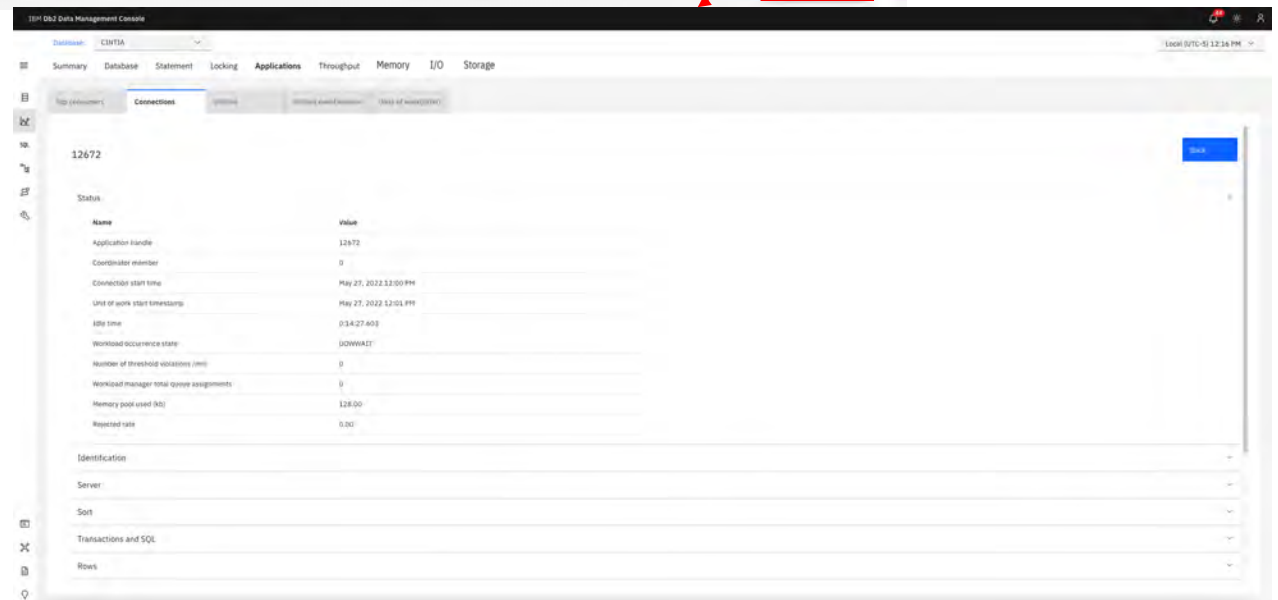 IBM Db2 Data Management Console
Database: CINTIA
Local (UTC-5) 12:16 PM
Summary Database Statement Locking Applications Throughput Memory I/O Storage
Top consumers Connections Utilities
12672
Back
Status
Name Value
Application handle 12672
Coordinator member 0
Connection start time May 27, 2022 12:00 PM
Unit of work start timestamp May 27, 2022 12:01 PM
Idle time 0:14:27.603
Workload occurrence state UOWWAIT
Number of threshold violations 0
Workload manager total queue assignments 0
Memory pool used (kb) 128.00
Rejected rate 0.00
Identification
Server
Sort
Transactions and SQL
Rows